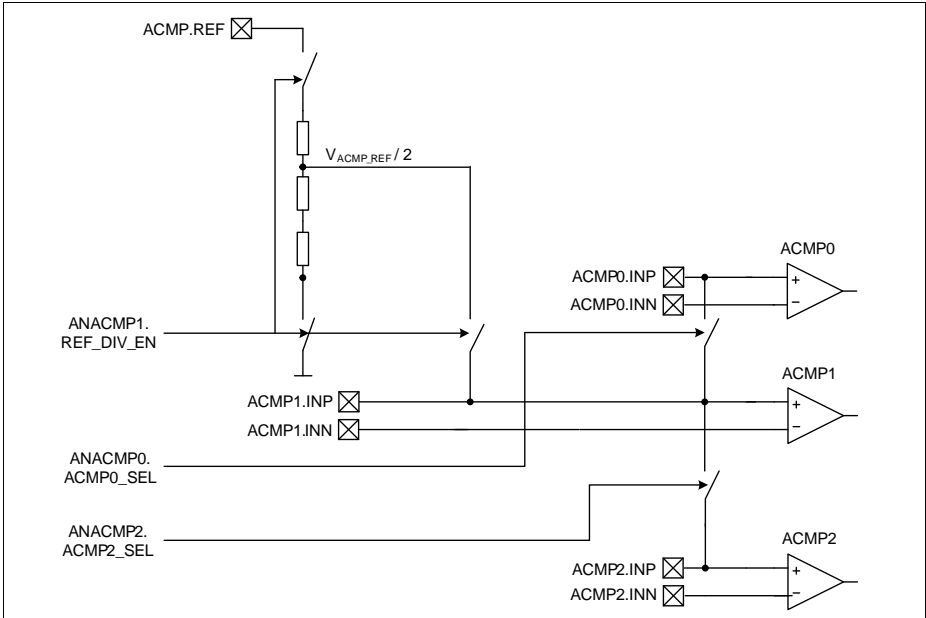 ACMP.REF
VACMP_REF / 2
ACMP0
ACMP0.INP
+
ACMP0.INN
−
ANACMP1.
REF_DIV_EN
ACMP1
ACMP1.INP
+
ACMP1.INN
−
ANACMP0.
ACMP0_SEL
ANACMP2.
ACMP2_SEL
ACMP2
ACMP2.INP
+
ACMP2.INN
−